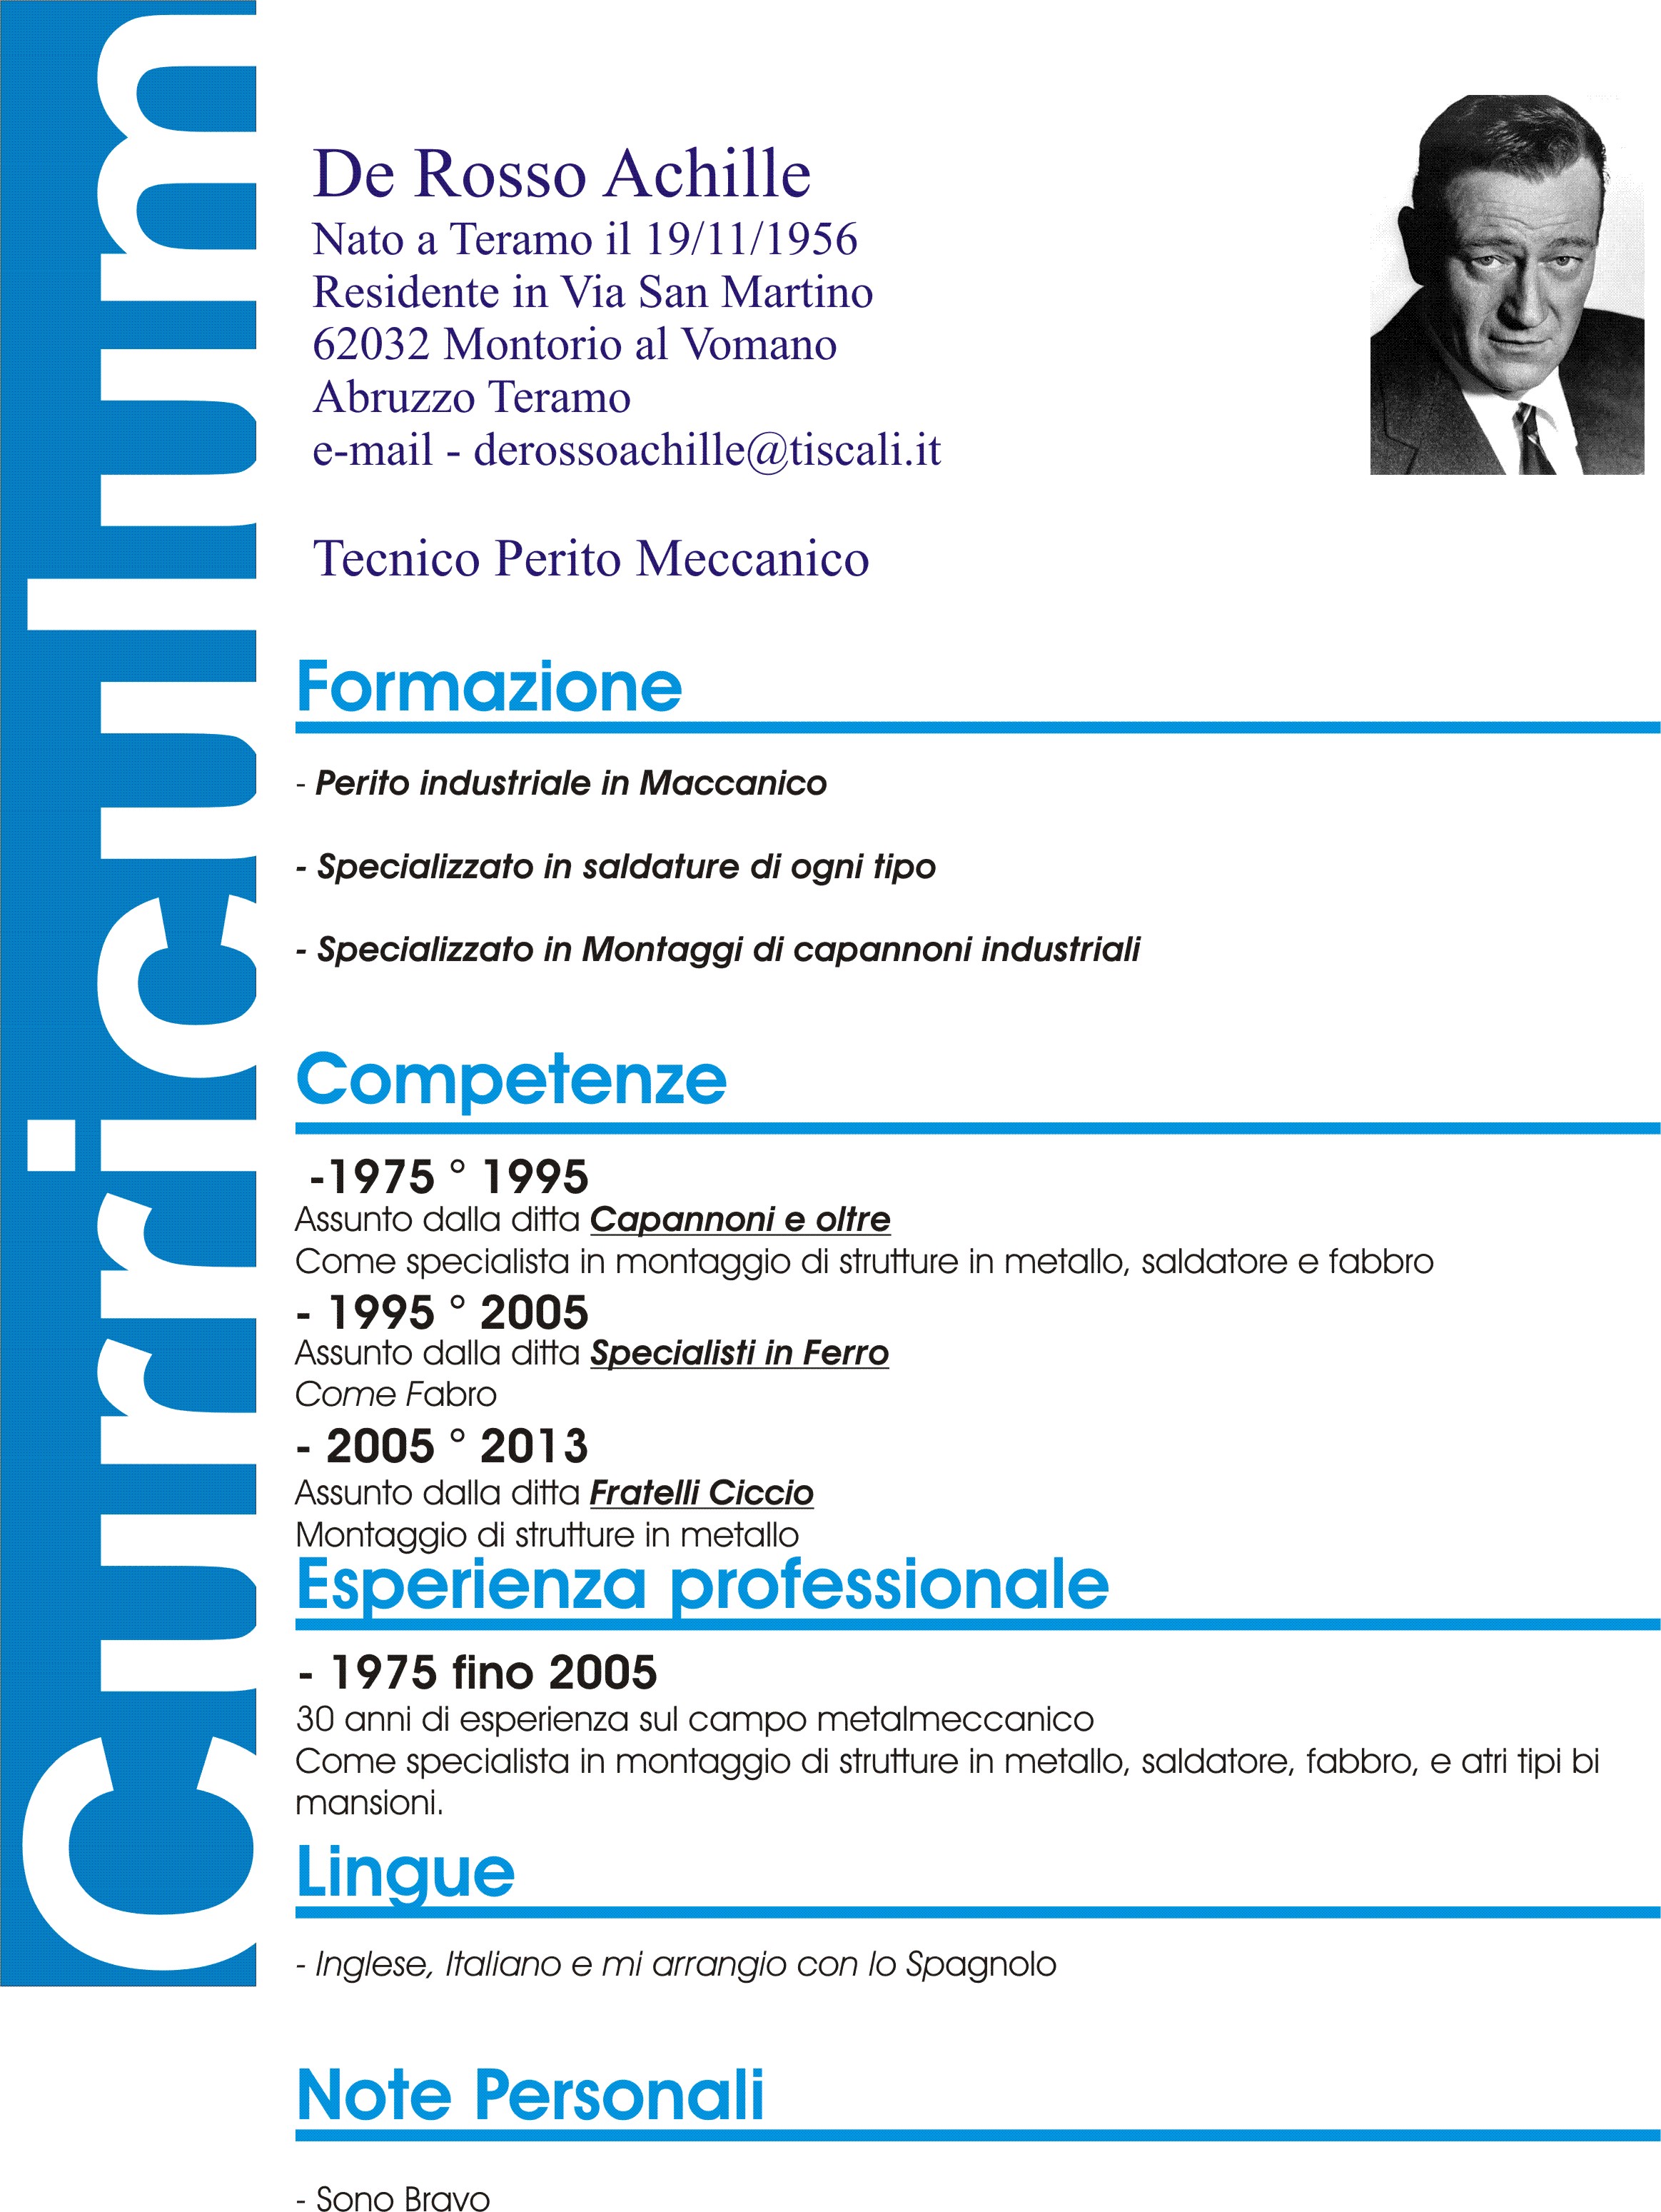 Curriculum
De Rosso Achille
Nato a Teramo il 19/11/1956
Residente in Via San Martino
62032 Montorio al Vomano
Abruzzo Teramo
e-mail - derossoachille@tiscali.it
Tecnico Perito Meccanico
Formazione
- Perito industriale in Maccanico
- Specializzato in saldature di ogni tipo
- Specializzato in Montaggi di capannoni industriali
Competenze
-1975 ° 1995
Assunto dalla ditta Capannoni e oltre
Come specialista in montaggio di strutture in metallo, saldatore e fabbro
- 1995 ° 2005
Assunto dalla ditta Specialisti in Ferro
Come Fabro
- 2005 ° 2013
Assunto dalla ditta Fratelli Ciccio
Montaggio di strutture in metallo
Esperienza professionale
- 1975 fino 2005
30 anni di esperienza sul campo metalmeccanico
Come specialista in montaggio di strutture in metallo, saldatore, fabbro, e atri tipi bi
mansioni.
Lingue
- Inglese, Italiano e mi arrangio con lo Spagnolo
Note Personali
- Sono Bravo